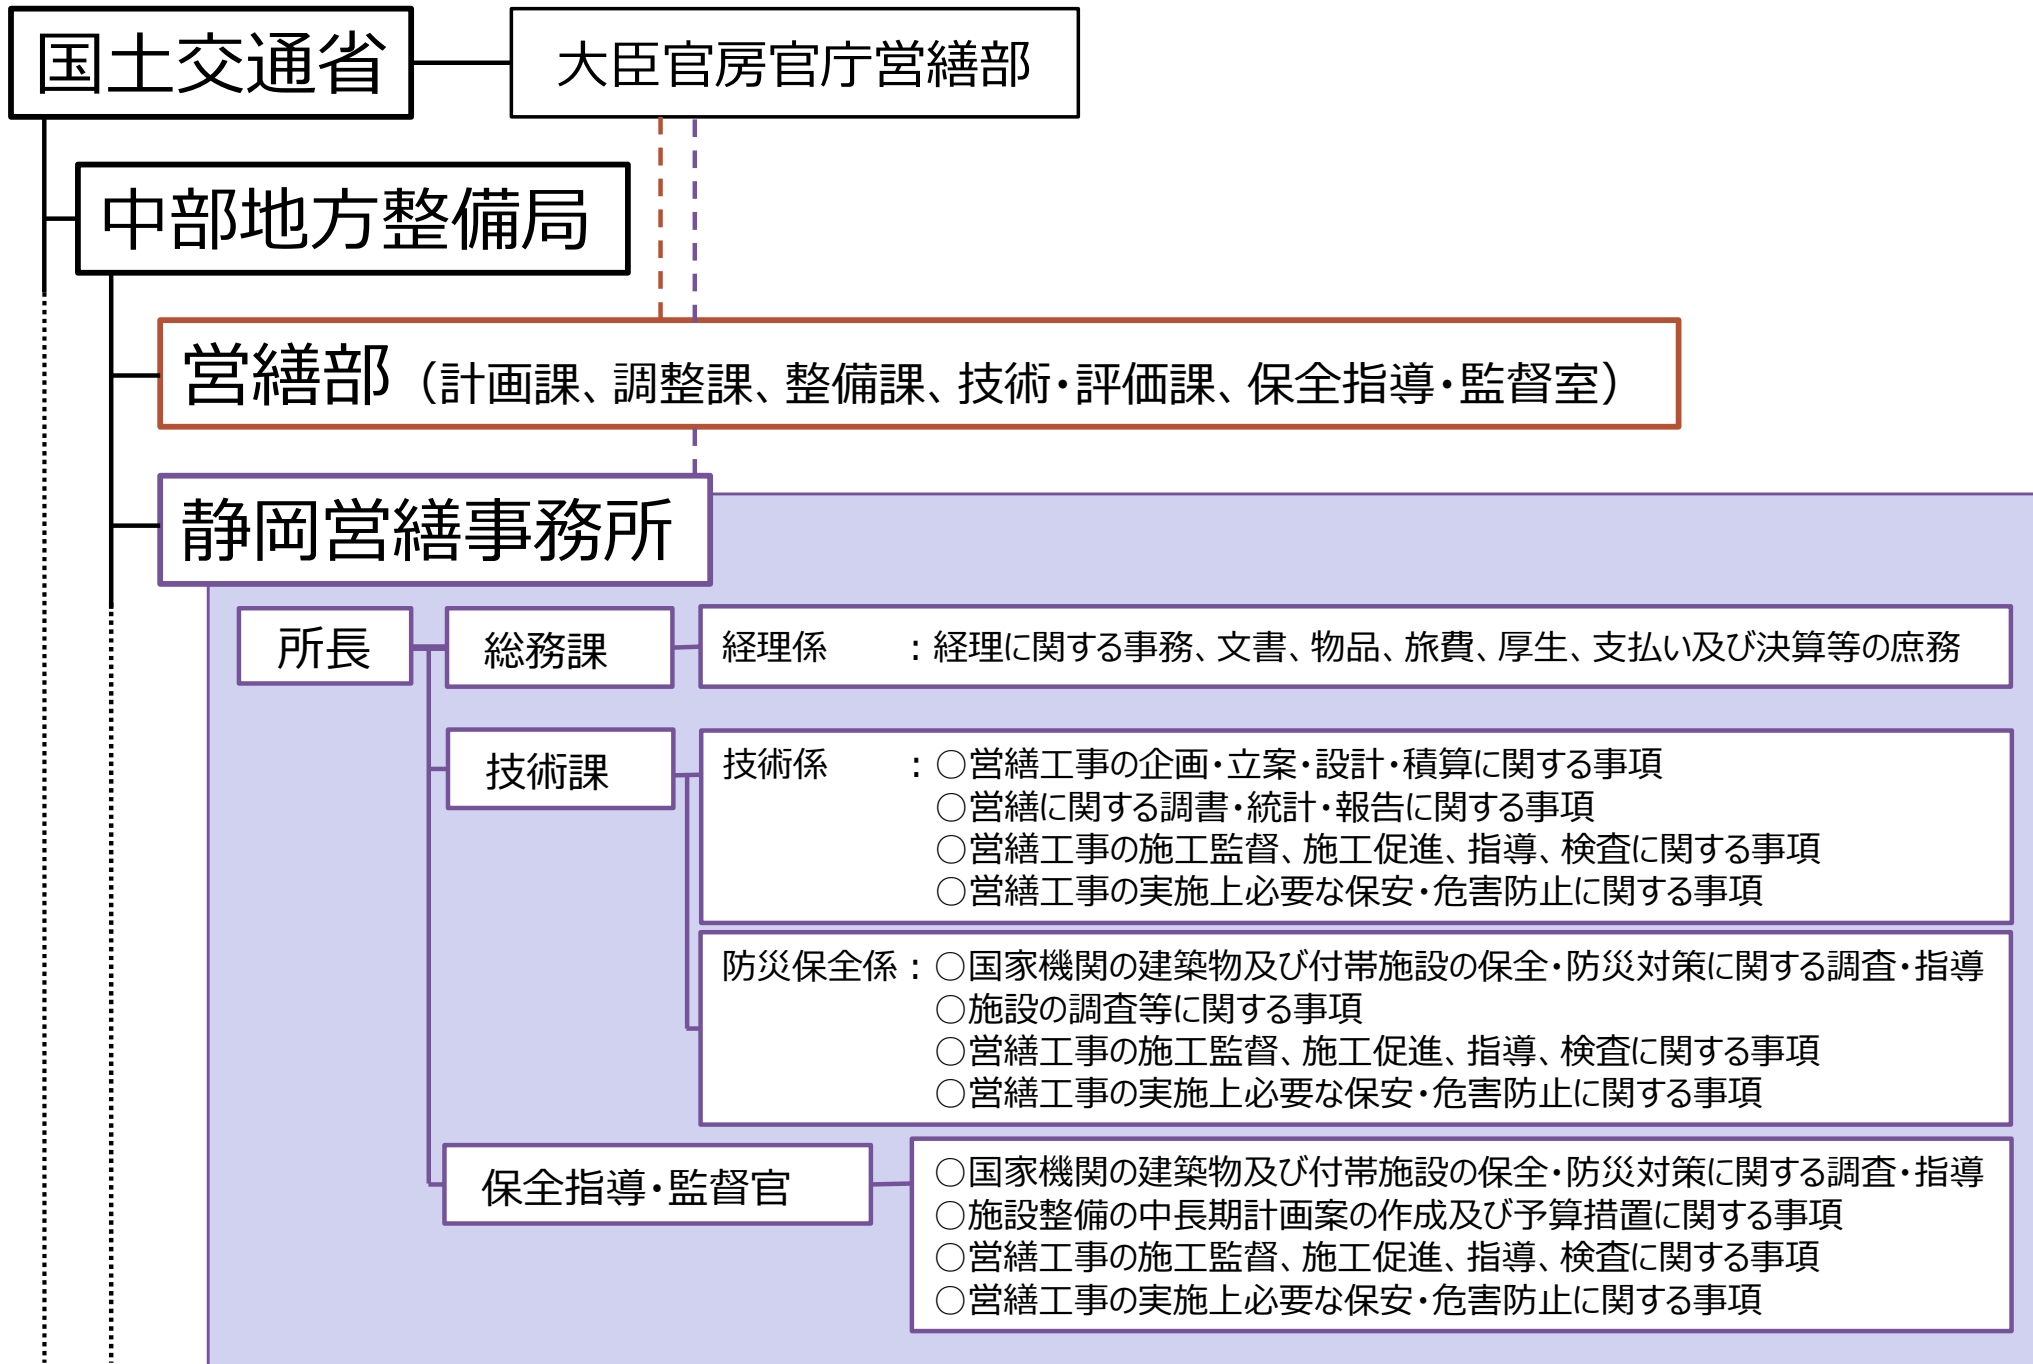 国土交通省
大臣官房官庁営繕部
中部地方整備局
営繕部（計画課、調整課、整備課、技術・評価課、保全指導・監督室）
静岡営繕事務所
所長
総務課
経理係　　：経理に関する事務、文書、物品、旅費、厚生、支払い及び決算等の庶務
技術課
技術係　　：○営繕工事の企画・立案・設計・積算に関する事項
○営繕に関する調書・統計・報告に関する事項
○営繕工事の施工監督、施工促進、指導、検査に関する事項
○営繕工事の実施上必要な保安・危害防止に関する事項
防災保全係：○国家機関の建築物及び付帯施設の保全・防災対策に関する調査・指導
○施設の調査等に関する事項
○営繕工事の施工監督、施工促進、指導、検査に関する事項
○営繕工事の実施上必要な保安・危害防止に関する事項
保全指導・監督官
○国家機関の建築物及び付帯施設の保全・防災対策に関する調査・指導
○施設整備の中長期計画案の作成及び予算措置に関する事項
○営繕工事の施工監督、施工促進、指導、検査に関する事項
○営繕工事の実施上必要な保安・危害防止に関する事項